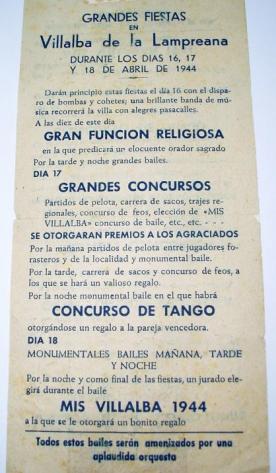 GRANDES FIESTAS
EN
Villalba de la Lampreana
DURANTE LOS DIAS 16, 17
Y 18 DE ABRIL DE 1944
Darán principio estas fiestas el día 16 con el dispa-
ro de bombas y cohetes; una brillante banda de mú-
sica recorrerá la villa con alegres pasacalles.
A las diez de este día
GRAN FUNCION RELIGIOSA
en la que predicará un elocuente orador sagrado
Por la tarde y noche grandes bailes.
DIA 17
GRANDES CONCURSOS
Partidos de pelota, carrera de sacos, trajes re-
gionales, concurso de feos, elección de «MIS
VILLALBA» concurso de baile, etc., etc. - - -
SE OTORGARAN PREMIOS A LOS AGRACIADOS
Por la mañana partidos de pelota entre jugadores fo-
rasteros y de la localidad y monumental baile.
Por la tarde, carrera de sacos y concurso de feos, a
los que se hará un valioso regalo.
Por la noche monumental baile en el que habrá
CONCURSO DE TANGO
otorgándose un regalo a la pareja vencedora.
DIA 18
MONUMENTALES BAILES MAÑANA, TARDE
Y NOCHE
Por la noche y como final de las fiestas, un jurado ele-
girá durante el baile
MIS VILLALBA 1944
a la que se le otorgará un bonito regalo
Todos estos bailes serán amenizados por una
aplaudida orquesta